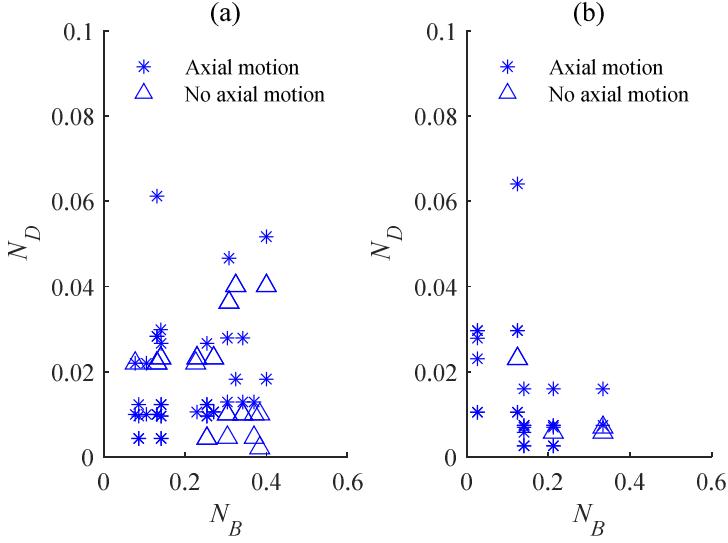 (a)
0.1
0.08
0.06
0.04
0.02
0
0 0.2 0.4 0.6
N_D
N_B
Axial motion
No axial motion
(b)
0.1
0.08
0.06
0.04
0.02
0
0 0.2 0.4 0.6
N_D
N_B
Axial motion
No axial motion